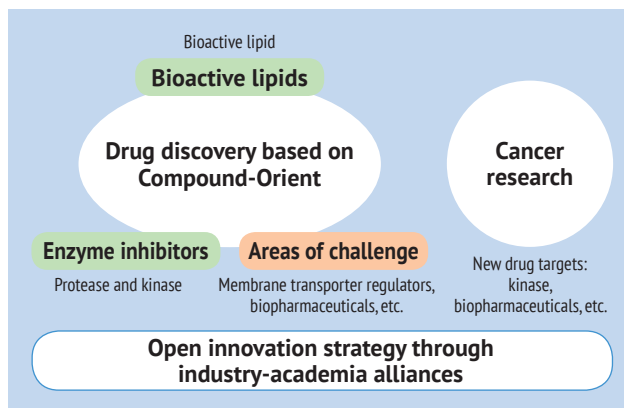 Bioactive lipid
Bioactive lipids
Drug discovery based on
Compound-Orient
Enzyme inhibitors
Protease and kinase
Areas of challenge
Membrane transporter regulators,
biopharmaceuticals, etc.
Cancer
research
New drug targets:
kinase,
biopharmaceuticals, etc.
Open innovation strategy through
industry-academia alliances